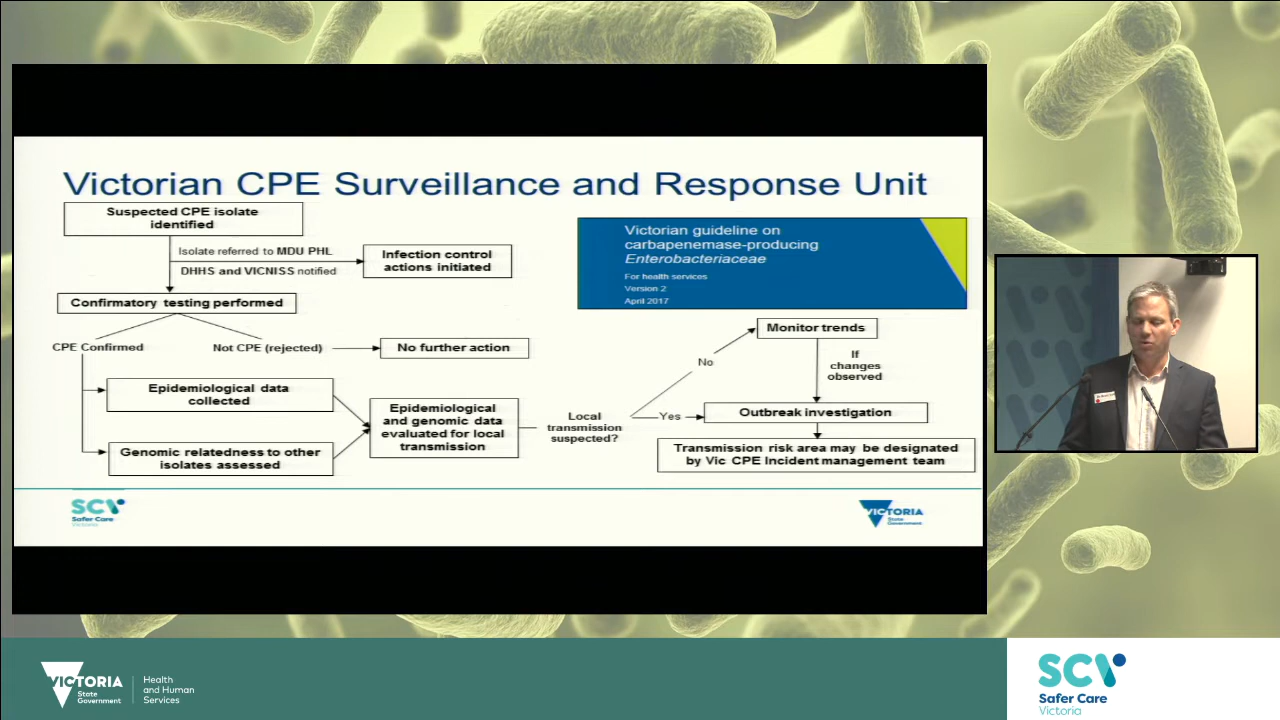 Victorian CPE Surveillance and Response Unit
Suspected CPE isolate
identified
Isolate referred to MDU PHL
DHHS and VICNISS notified
Infection control
actions initiated
Confirmatory testing performed
CPE Confirmed
Not CPE (rejected)
No further action
Epidemiological data
collected
Genomic relatedness to other
isolates assessed
Epidemiological
and genomic data
evaluated for local
transmission
Local
transmission
suspected?
No
Yes
Monitor trends
If
changes
observed
Outbreak investigation
Transmission risk area may be designated
by Vic CPE Incident management team
Victorian guideline on
carbapenemase-producing
Enterobacteriaceae
For health services
Version 2
April 2017
SCV
Safer Care
Victoria
VICTORIA
State
Government
VICTORIA
State
Government
Health
and Human
Services
SCV
Safer Care
Victoria